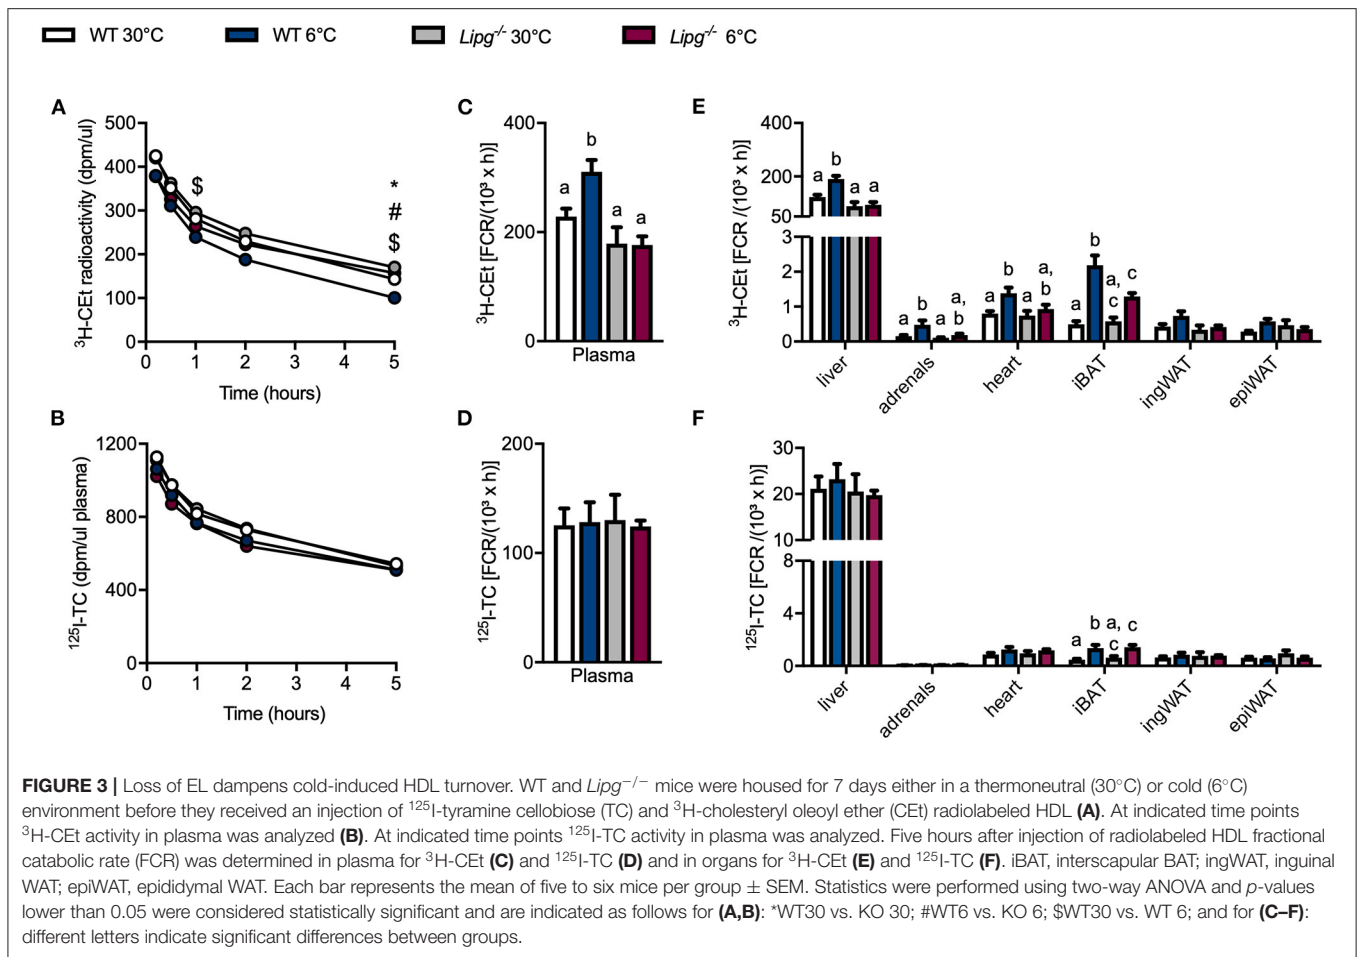 WT 30°C WT 6°C Lipg-/- 30°C Lipg-/- 6°C
A
³H-CEt radioactivity (dpm/ul)
500
400
300
200
100
0
$
*
#
$
0 1 2 3 4 5
Time (hours)
C
³H-CEt [FCR/(10³ x h)]
400
200
0
a b a a
Plasma
E
³H-CEt [FCR /(10³ x h)]
400
200
50
3
2
1
0
a b a a
a b a a, b
a b a a, b
a b a, c c
liver adrenals heart iBAT ingWAT epiWAT
B
¹²⁵I-TC (dpm/ul plasma)
1200
800
400
0
0 1 2 3 4 5
Time (hours)
D
¹²⁵I-TC [FCR/(10³ x h)]
200
100
0
Plasma
F
¹²⁵I-TC [FCR /(10³ x h)]
30
20
10
8
4
0
a b a, c c
liver adrenals heart iBAT ingWAT epiWAT
FIGURE 3 | Loss of EL dampens cold-induced HDL turnover. WT and Lipg−/− mice were housed for 7 days either in a thermoneutral (30°C) or cold (6°C)
environment before they received an injection of ¹²⁵I-tyramine cellobiose (TC) and ³H-cholesteryl oleoyl ether (CEt) radiolabeled HDL (A). At indicated time points
³H-CEt activity in plasma was analyzed (B). At indicated time points ¹²⁵I-TC activity in plasma was analyzed. Five hours after injection of radiolabeled HDL fractional
catabolic rate (FCR) was determined in plasma for ³H-CEt (C) and ¹²⁵I-TC (D) and in organs for ³H-CEt (E) and ¹²⁵I-TC (F). iBAT, interscapular BAT; ingWAT, inguinal
WAT; epiWAT, epididymal WAT. Each bar represents the mean of five to six mice per group ± SEM. Statistics were performed using two-way ANOVA and p-values
lower than 0.05 were considered statistically significant and are indicated as follows for (A,B): *WT30 vs. KO 30; #WT6 vs. KO 6; $WT30 vs. WT 6; and for (C–F):
different letters indicate significant differences between groups.